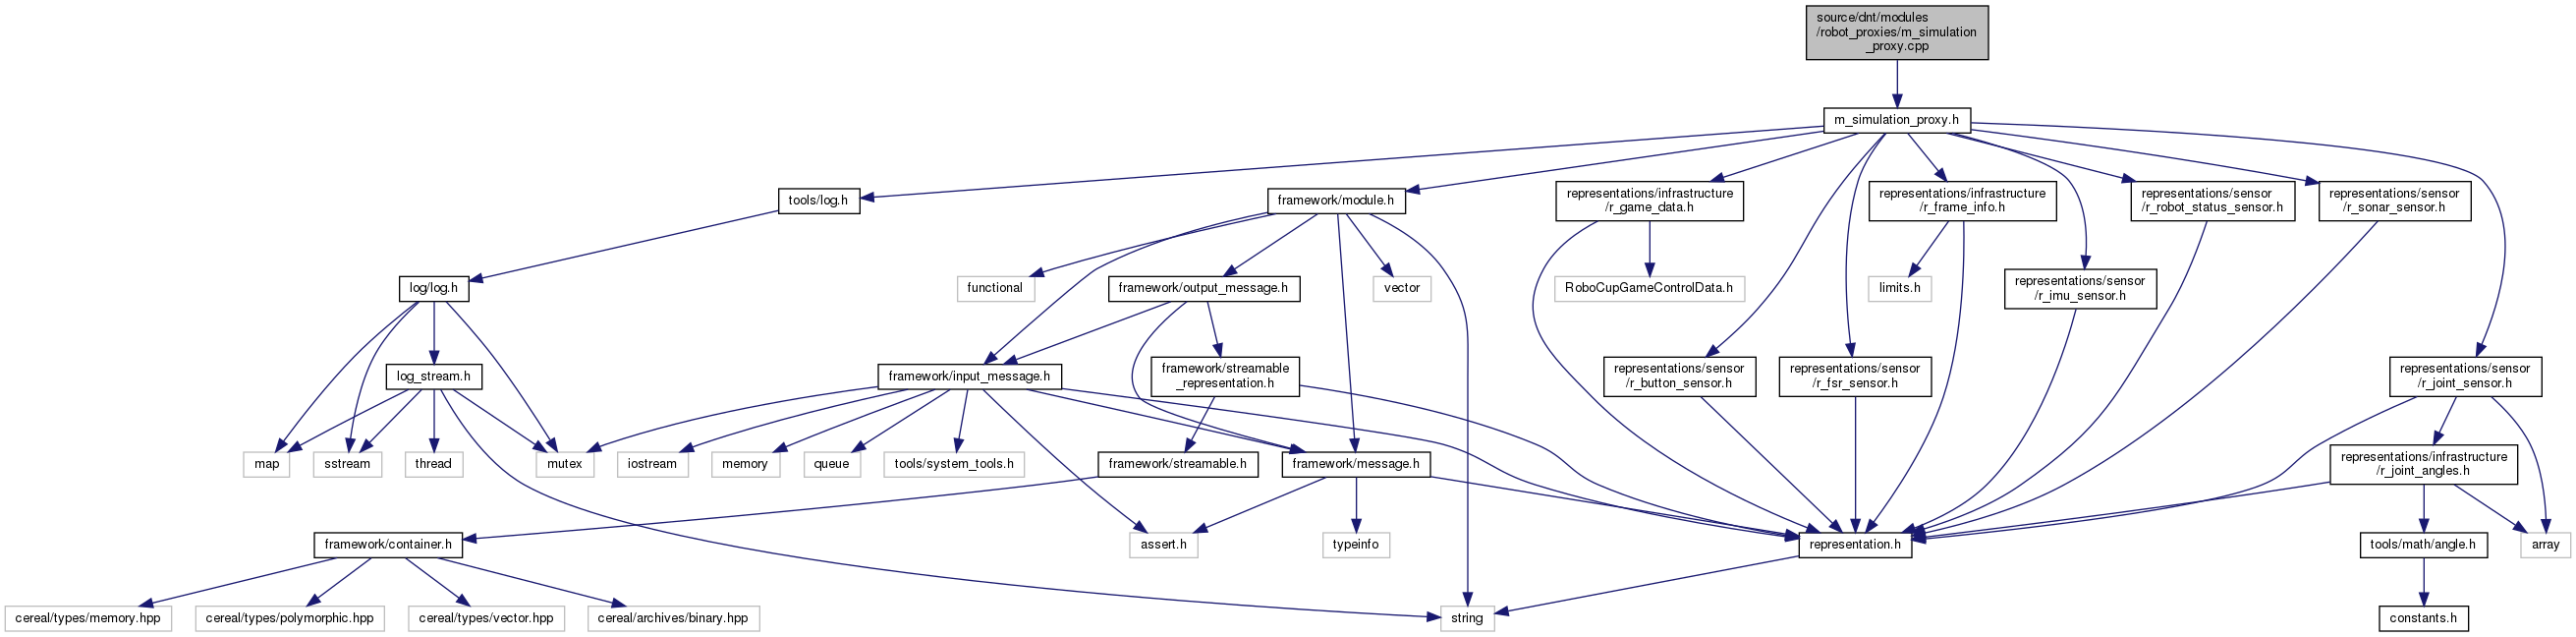 source/dnt/modules
/robot_proxies/m_simulation
_proxy.cpp
m_simulation_proxy.h
tools/log.h
framework/module.h
representations/infrastructure
/r_game_data.h
representations/infrastructure
/r_frame_info.h
representations/sensor
/r_robot_status_sensor.h
representations/sensor
/r_sonar_sensor.h
log/log.h
functional
framework/output_message.h
vector
RoboCupGameControlData.h
limits.h
representations/sensor
/r_imu_sensor.h
log_stream.h
framework/input_message.h
framework/streamable
_representation.h
representations/sensor
/r_button_sensor.h
representations/sensor
/r_fsr_sensor.h
representations/sensor
/r_joint_sensor.h
map
sstream
thread
mutex
iostream
memory
queue
tools/system_tools.h
framework/streamable.h
framework/message.h
representations/infrastructure
/r_joint_angles.h
framework/container.h
assert.h
typeinfo
representation.h
tools/math/angle.h
array
cereal/types/memory.hpp
cereal/types/polymorphic.hpp
cereal/types/vector.hpp
cereal/archives/binary.hpp
string
constants.h